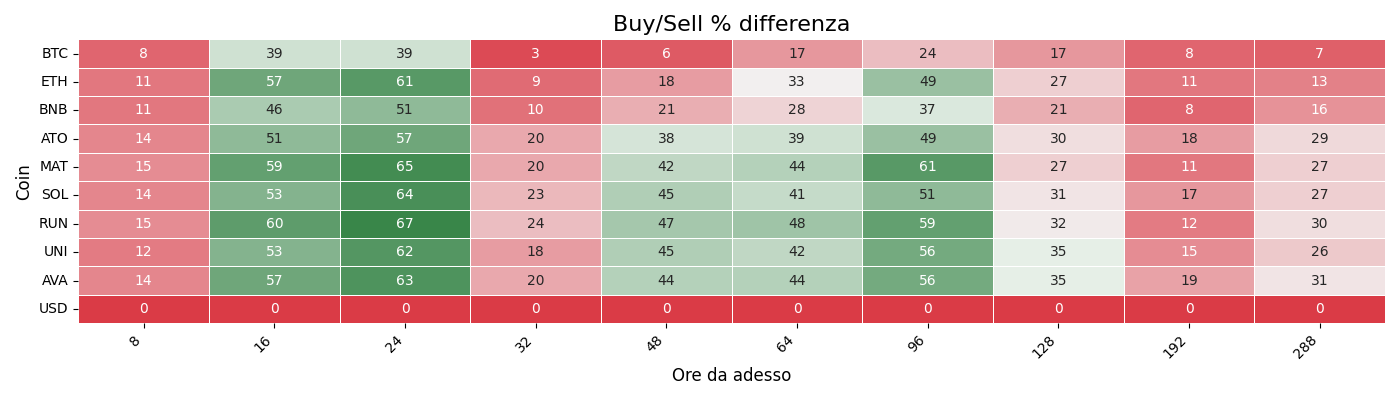 Buy/Sell % differenza
Coin
BTC 8 39 39 3 6 17 24 17 8 7
ETH 11 57 61 9 18 33 49 27 11 13
BNB 11 46 51 10 21 28 37 21 8 16
ATO 14 51 57 20 38 39 49 30 18 29
MAT 15 59 65 20 42 44 61 27 11 27
SOL 14 53 64 23 45 41 51 31 17 27
RUN 15 60 67 24 47 48 59 32 12 30
UNI 12 53 62 18 45 42 56 35 15 26
AVA 14 57 63 20 44 44 56 35 19 31
USD 0 0 0 0 0 0 0 0 0 0
8 16 24 32 48 64 96 128 192 288
Ore da adesso